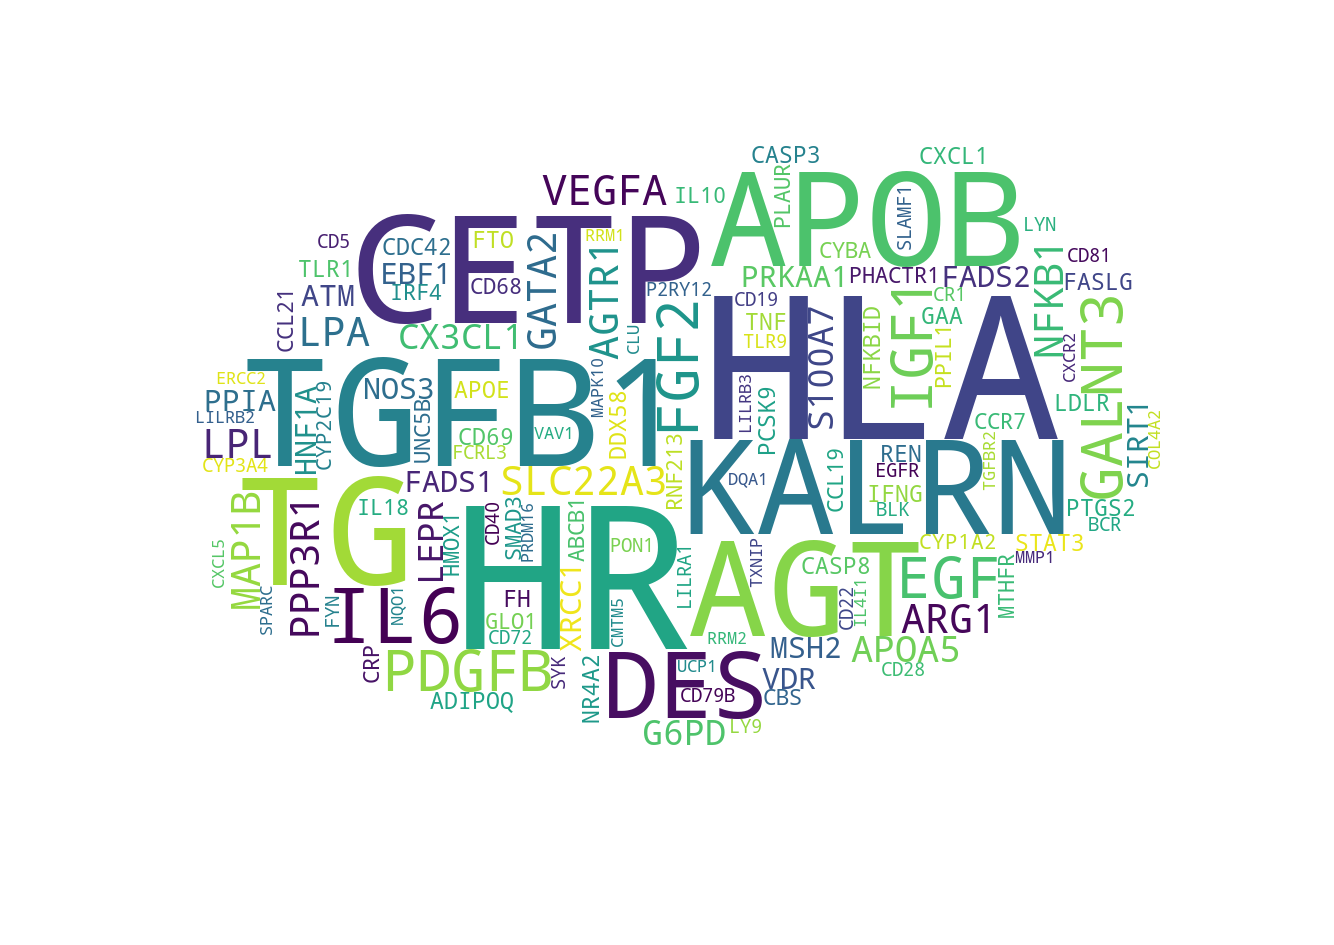 CASP3
CXCL1
VEGFA
IL10
PLAUR
APOB
SLAMF1
LYN
CD5
CDC42
FTO
RRM1
CETP
CYBA
CD81
TLR1
EBF1
GATA2
AGTR1
PRKAA1
PHACTR1
FADS2
NFKB1
FASLG
ATM
IRF4
CD68
P2RY12
CD19
CR1
CCL21
LPA
CX3CL1
CLU
FGF2
TNF
TLR9
HLA
S100A7
NFKBID
IGF1
GAA
PPIL1
CXCR2
GALNT3
ERCC2
TGFB1
NOS3
APOE
MAPK10
PPIA
LILRB2
HNF1A
CYP2C19
UNC5B
VAV1
DDX58
LILRB3
PCSK9
LDLR
CCR7
LPL
CD69
FCRL3
SIRT1
COL4A2
CYP3A4
FADS1
SLC22A3
RNF213
KALRN
DQA1
CCL19
REN
EGFR
TGFBR2
IFNG
BLK
PTGS2
BCR
MAP1B
TG
IL18
PPP3R1
LEPR
HMOX1
CD40
SMAD3
PRDM16
ABCB1
HR
PON1
CYP1A2
STAT3
MMP1
CXCL5
LILRA1
AGT
TXNIP
CASP8
EGF
MTHFR
SPARC
FYN
IL6
NQO1
FH
GLO1
CD72
XRCC1
CMTM5
CD22
IL4I1
ARG1
CRP
PDGFB
SYK
NR4A2
DES
RRM2
UCP1
MSH2
APOA5
CD28
ADIPOQ
CD79B
VDR
CBS
G6PD
LY9